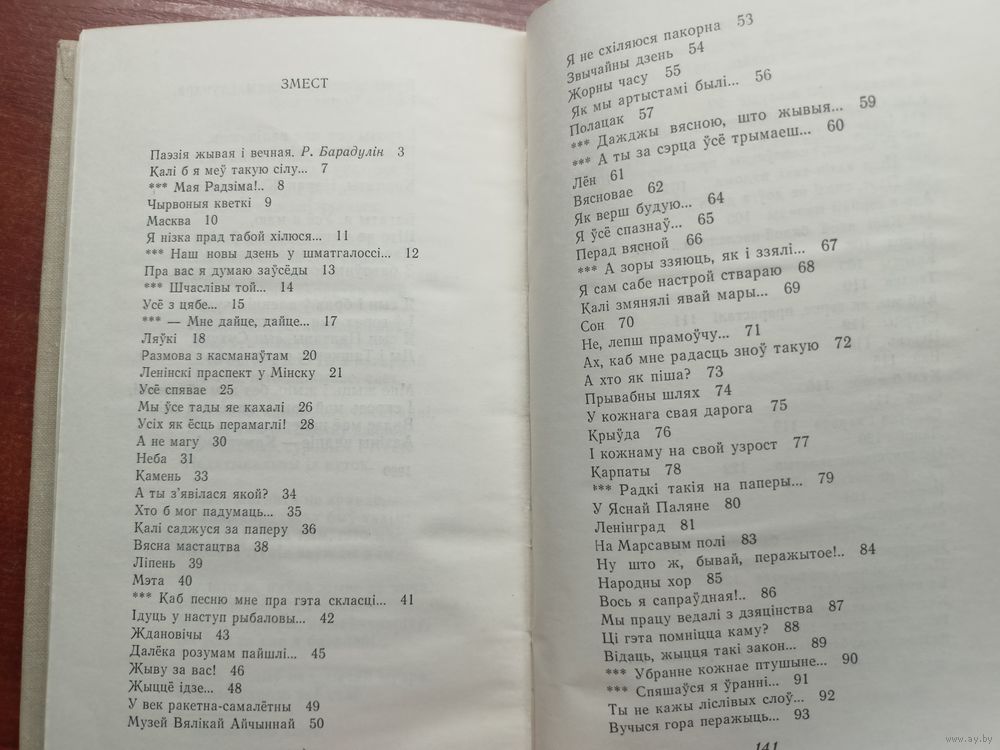 ЗМЕСТ
Паэзія жывая і вечная. Р. Барадулін 3
Калі б я меў такую сілу... 7
*** Мая Радзіма!.. 8
Чырвоныя кветкі 9
Масква 10
Я нізка прад табой хілюся... 11
*** Наш новы дзень у шматгалоссі... 12
Пра вас я думаю заўсёды 13
*** Шчаслівы той... 14
Усё з цябе... 15
*** — Мне дайце, дайце... 17
Ляўкі 18
Размова з касманаўтам 20
Ленінскі праспект у Мінску 21
Усё спявае 25
Мы ўсе тады яе кахалі 26
Усіх як ёсць перамаглі! 28
А не магу 30
Неба 31
Камень 33
А ты з'явілася якой? 34
Хто б мог падумаць... 35
Калі саджуся за паперу 36
Вясна мастацтва 38
Ліпень 39
Мэта 40
*** Каб песню мне пра гэта скласці... 41
Ідуць у наступ рыбаловы... 42
Ждановічы 43
Далёка розумам пайшлі... 45
Жыву за вас! 46
Жыццё ідзе... 48
У век ракетна-самалётны 49
Музей Вялікай Айчыннай 50
Я не схіляюся пакорна 53
Звычайны дзень 54
Жорны часу 55
Як мы артыстамі былі... 56
Полацак 57
*** Дажджы вясною, што жывыя... 59
*** А ты за сэрца ўсё трымаеш... 60
Лён 61
Вясновае 62
Як верш будую... 64
Я ўсё спазнаў... 65
Перад вясной 66
*** А зоры ззяюць, як і ззялі... 67
Я сам сабе настрой ствараю 68
Калі змянялі явай мары... 69
Сон 70
Не, лепш прамоўчу... 71
Ах, каб мне радасць зноў такую 72
А хто як піша? 73
Прывабны шлях 74
У кожнага свая дарога 75
Крыўда 76
І кожнаму на свой узрост 77
Карпаты 78
*** Радкі такія на паперы... 79
У Яснай Паляне 80
Ленінград 81
На Марсавым полі 83
Ну што ж, бывай, перажытое!.. 84
Народны хор 85
Вось я сапраўдная!.. 86
Мы працу ведалі з дзяцінства 87
Ці гэта помніцца каму? 88
Відаць, жыцця такі закон... 89
*** Убранне кожнае птушыне... 90
*** Спяшаўся я ўранні... 91
Ты не кажы ліслівых слоў... 92
Вучыся гора перажыць... 93
141
www.ay.by